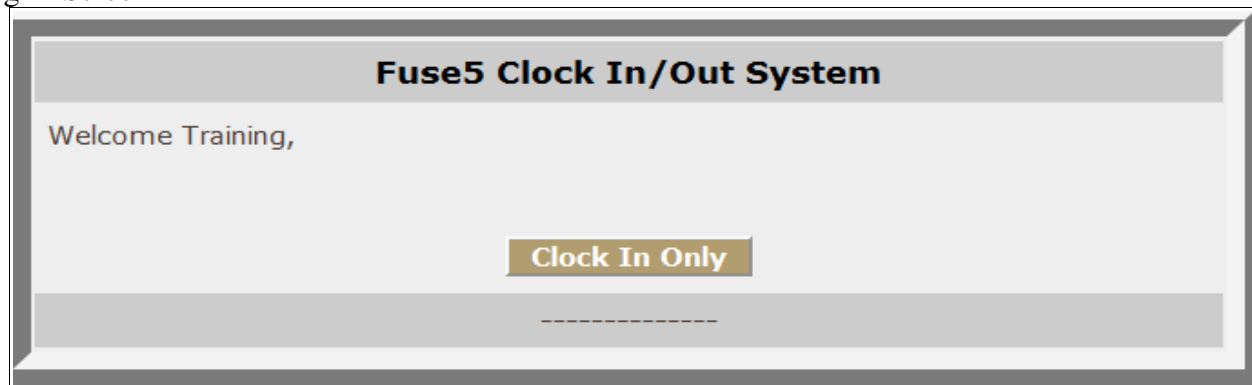 Fuse5 Clock In/Out System
Welcome Training,
Clock In Only
--------------